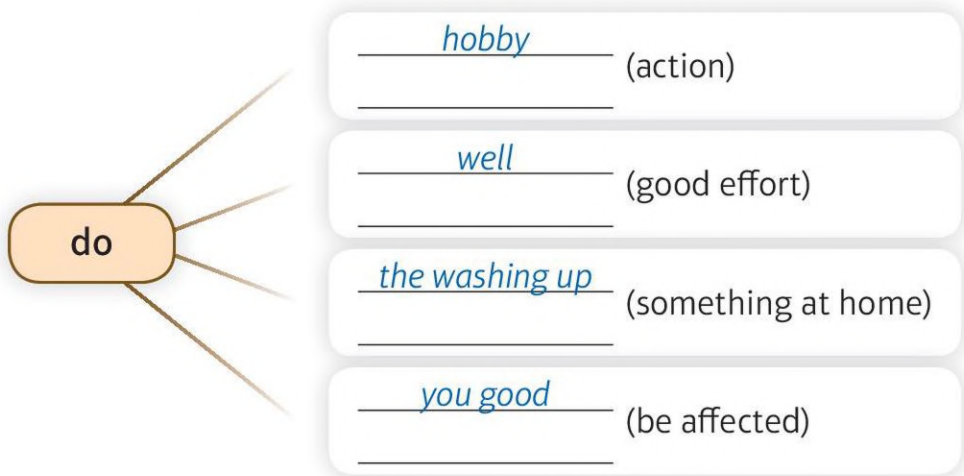 hobby
(action)
well
(good effort)
do
the washing up
(something at home)
you good
(be affected)